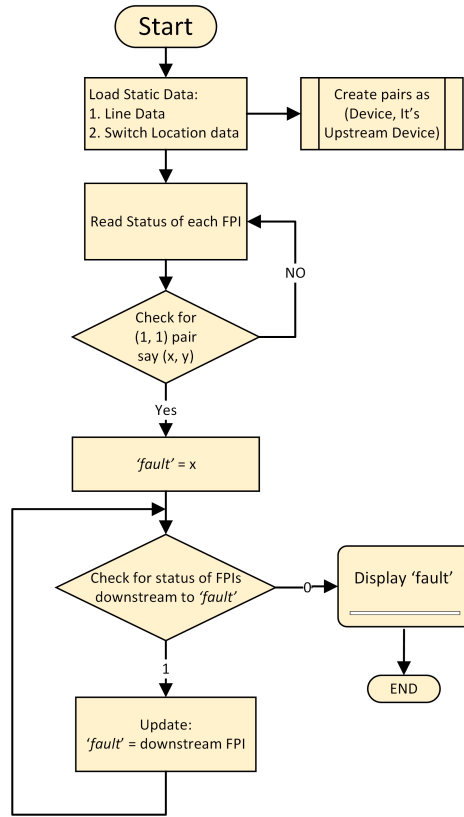 Start
Load Static Data:
1. Line Data
2. Switch Location data
Create pairs as
(Device, It's
Upstream Device)
Read Status of each FPI
NO
Check for
(1, 1) pair
say (x, y)
Yes
‘fault’ = x
Check for status of FPIs
downstream to ‘fault’
0
Display ‘fault’
1
END
Update:
‘fault’ = downstream FPI